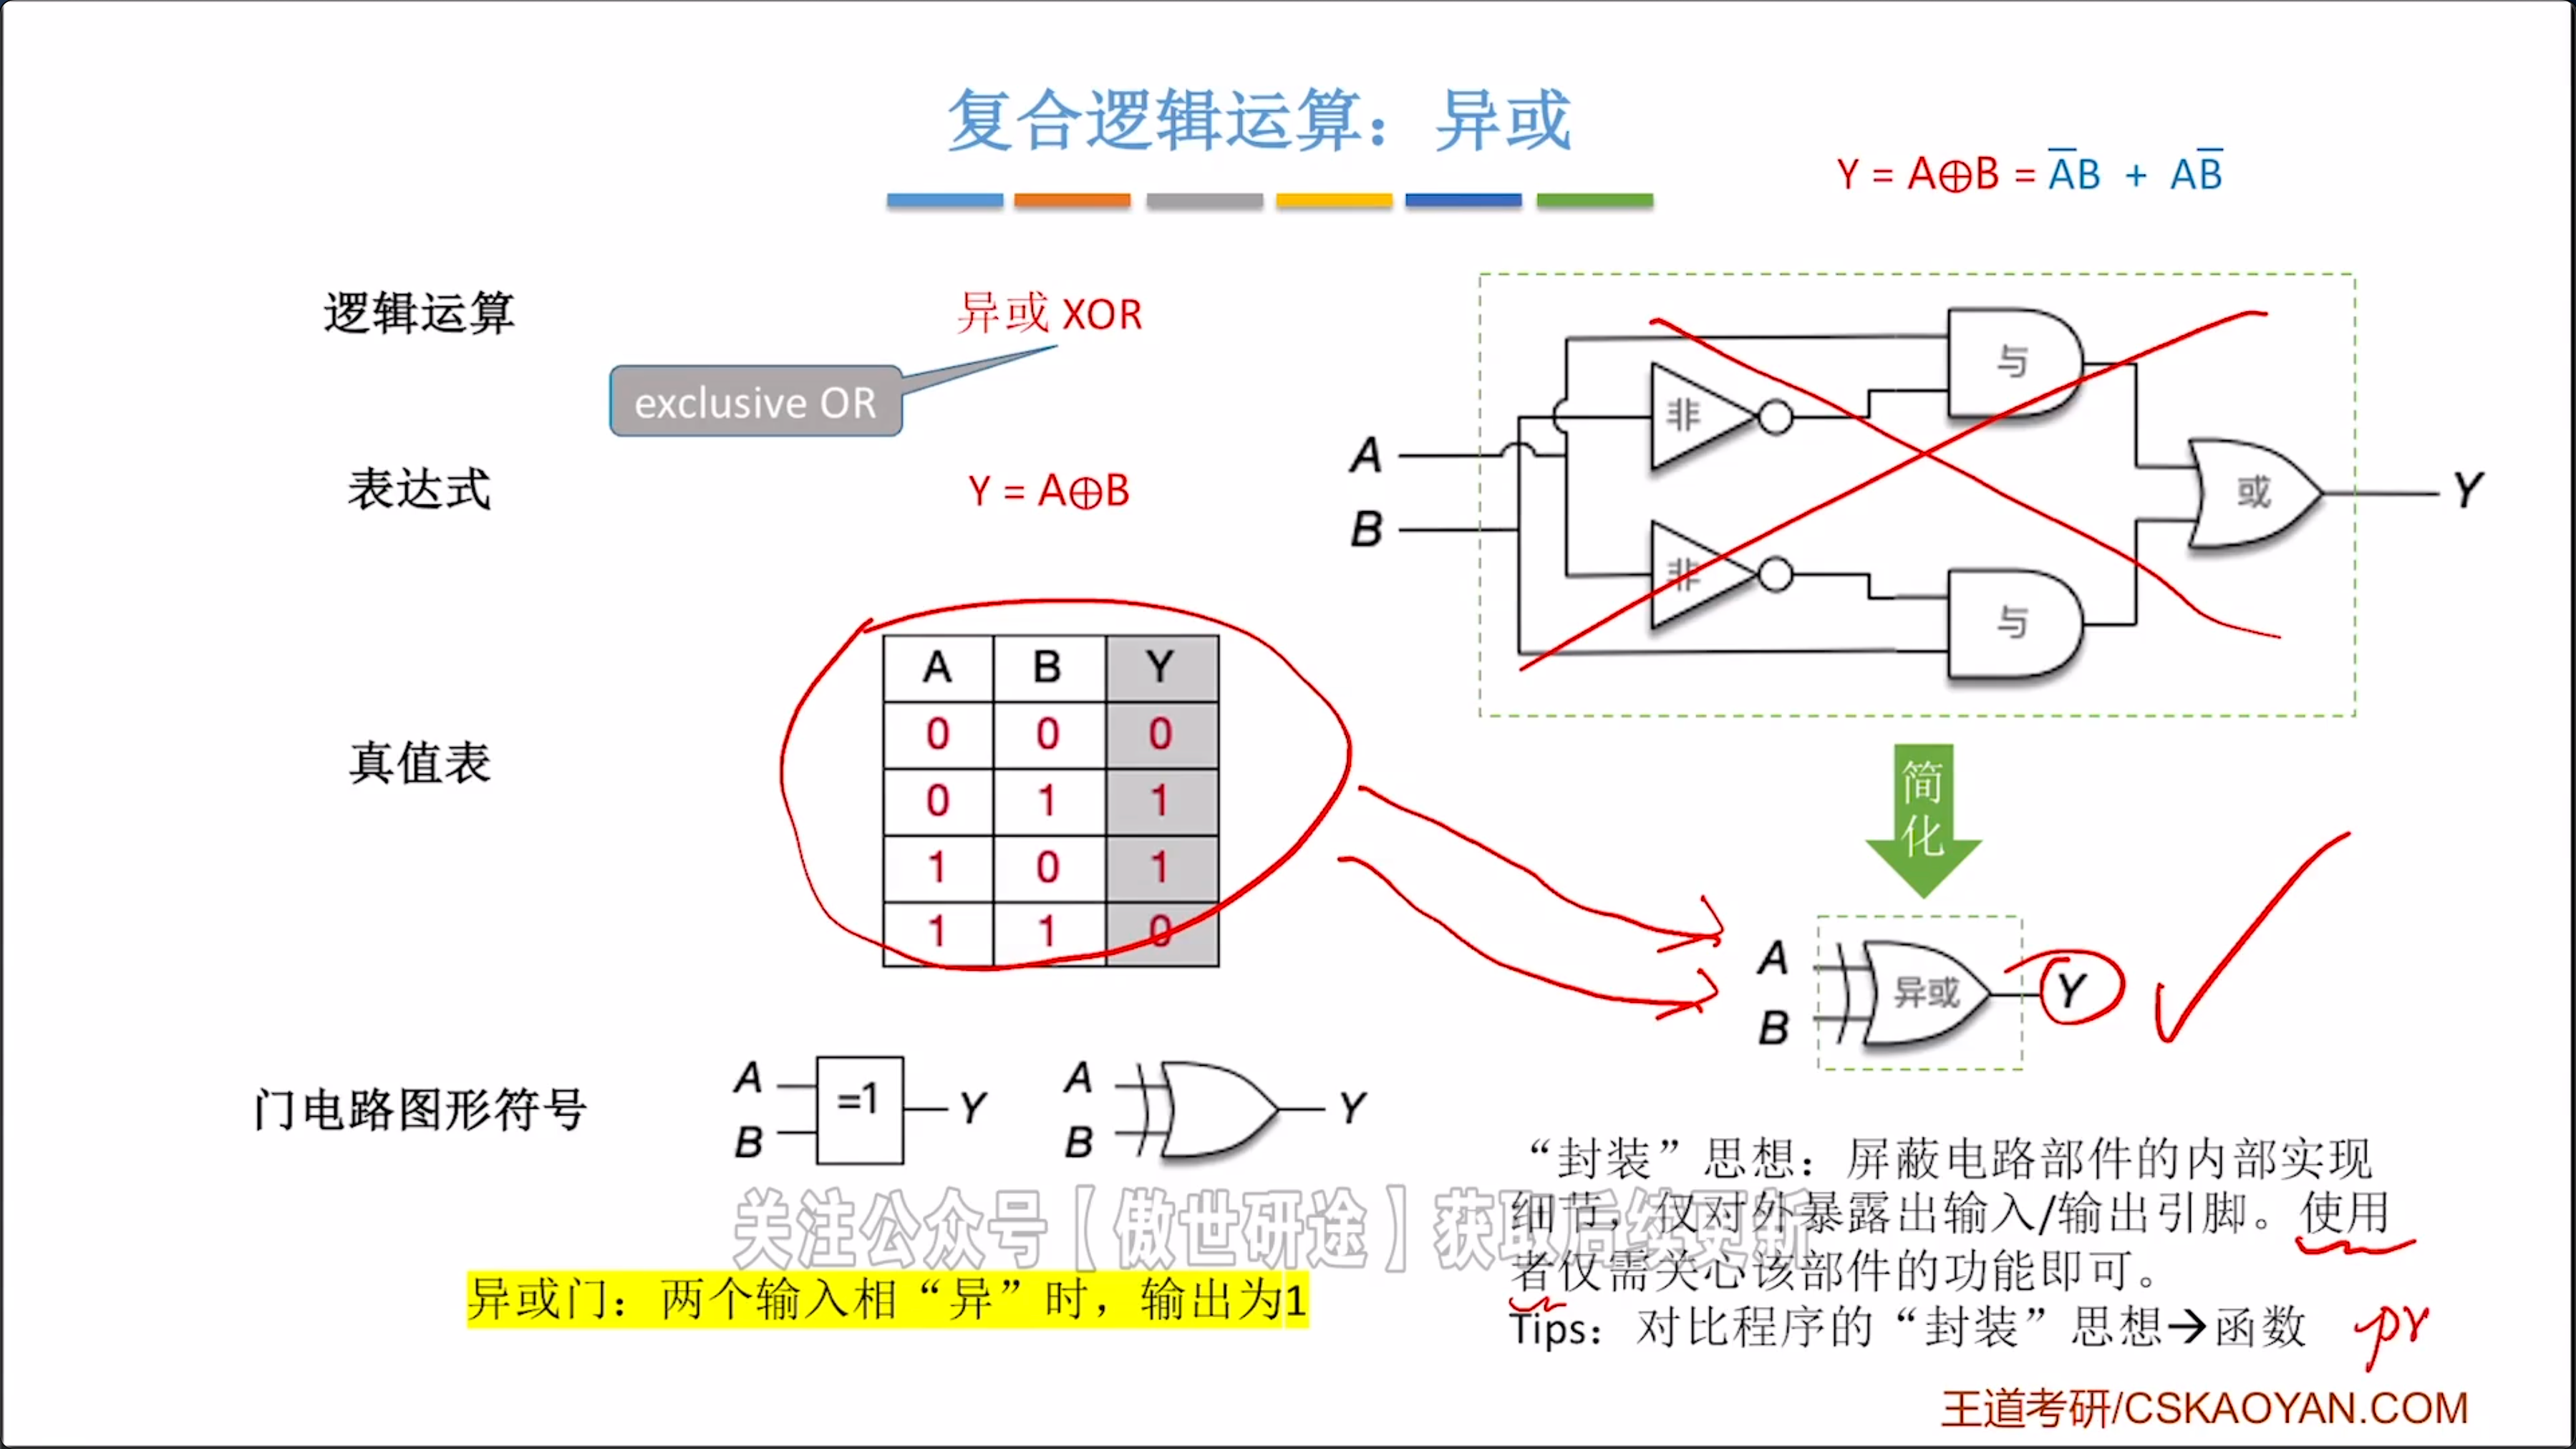 复合逻辑运算：异或
Y = A⊕B = A̅B + AB̅
逻辑运算
异或 XOR
exclusive OR
表达式
Y = A⊕B
真值表
A B Y
0 0 0
0 1 1
1 0 1
1 1 0
门电路图形符号
A
B
=1
Y
A
B
Y
异或门：两个输入相“异”时，输出为1
A
B
非
非
与
与
或
Y
简
化
A
B
异或
Y
“封装”思想：屏蔽电路部件的内部实现
细节，仅对外暴露出输入/输出引脚。使用
者仅需关心该部件的功能即可。
Tips：对比程序的“封装”思想→函数
关注公众号【傲世研途】获取后续更新
王道考研/CSKAOYAN.COM